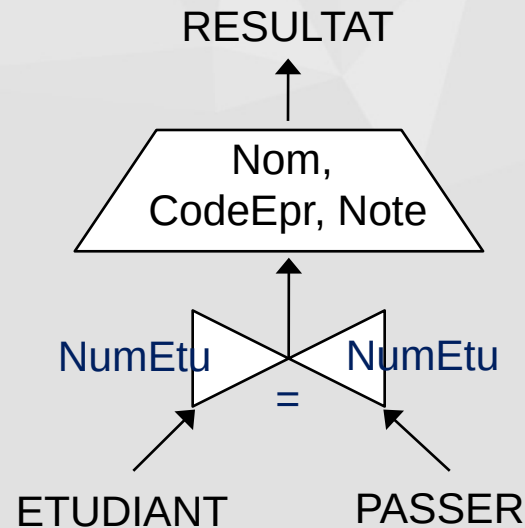 RESULTAT
Nom,
CodeEpr, Note
NumEtu NumEtu
=
ETUDIANT PASSER